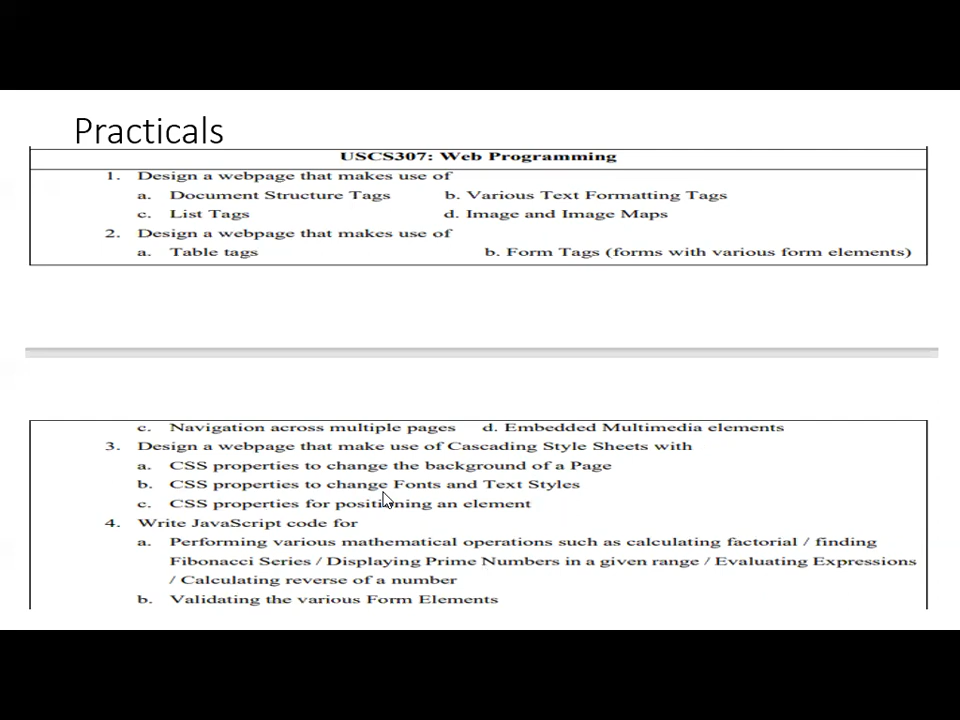 Practicals
USCS307: Web Programming
1. Design a webpage that makes use of
a. Document Structure Tags b. Various Text Formatting Tags
c. List Tags d. Image and Image Maps
2. Design a webpage that makes use of
a. Table tags b. Form Tags (forms with various form elements)
c. Navigation across multiple pages d. Embedded Multimedia elements
3. Design a webpage that make use of Cascading Style Sheets with
a. CSS properties to change the background of a Page
b. CSS properties to change Fonts and Text Styles
c. CSS properties for positioning an element
4. Write JavaScript code for
a. Performing various mathematical operations such as calculating factorial / finding
Fibonacci Series / Displaying Prime Numbers in a given range / Evaluating Expressions
/ Calculating reverse of a number
b. Validating the various Form Elements